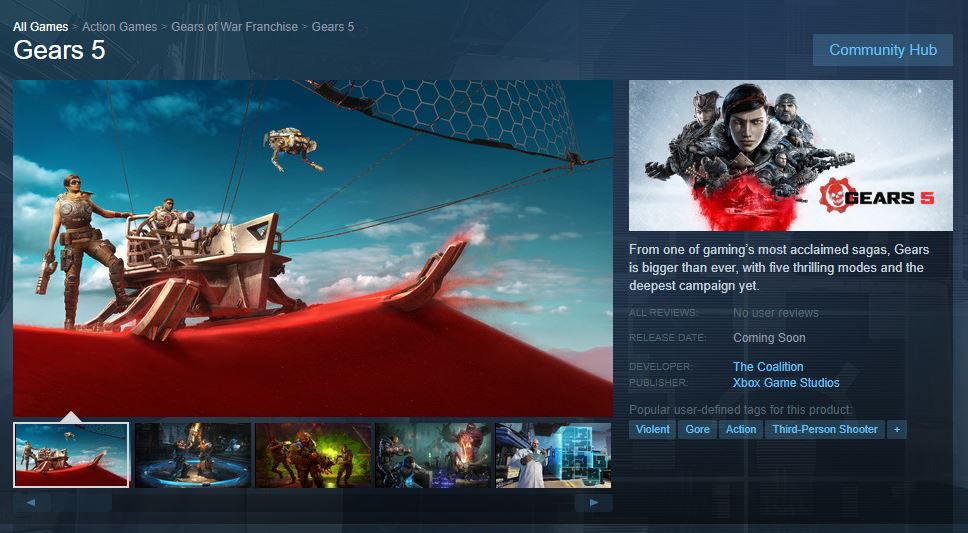 All Games > Action Games > Gears of War Franchise > Gears 5
Gears 5
Community Hub
GEARS 5
From one of gaming's most acclaimed sagas, Gears
is bigger than ever, with five thrilling modes and the
deepest campaign yet.
ALL REVIEWS: No user reviews
RELEASE DATE: Coming Soon
DEVELOPER: The Coalition
PUBLISHER: Xbox Game Studios
Popular user-defined tags for this product:
Violent Gore Action Third-Person Shooter +